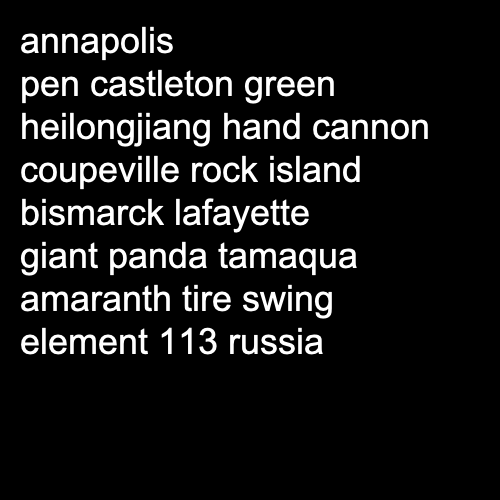 annapolis
pen castleton green
heilongjiang hand cannon
coupeville rock island
bismarck lafayette
giant panda tamaqua
amaranth tire swing
element 113 russia